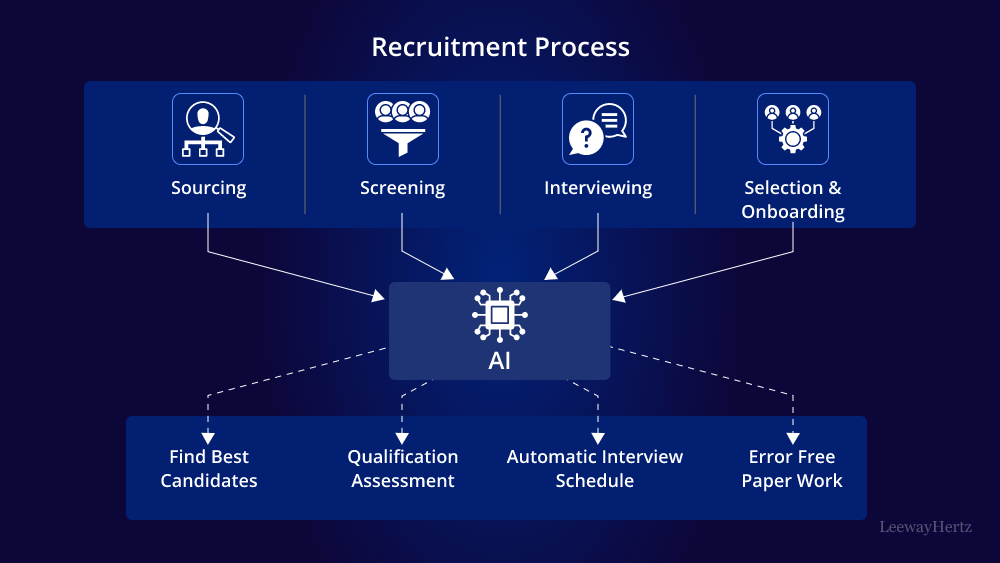 Recruitment Process
Sourcing
Screening
Interviewing
Selection &
Onboarding
?
AI
Find Best
Candidates
Qualification
Assessment
Automatic Interview
Schedule
Error Free
Paper Work
LeewayHertz